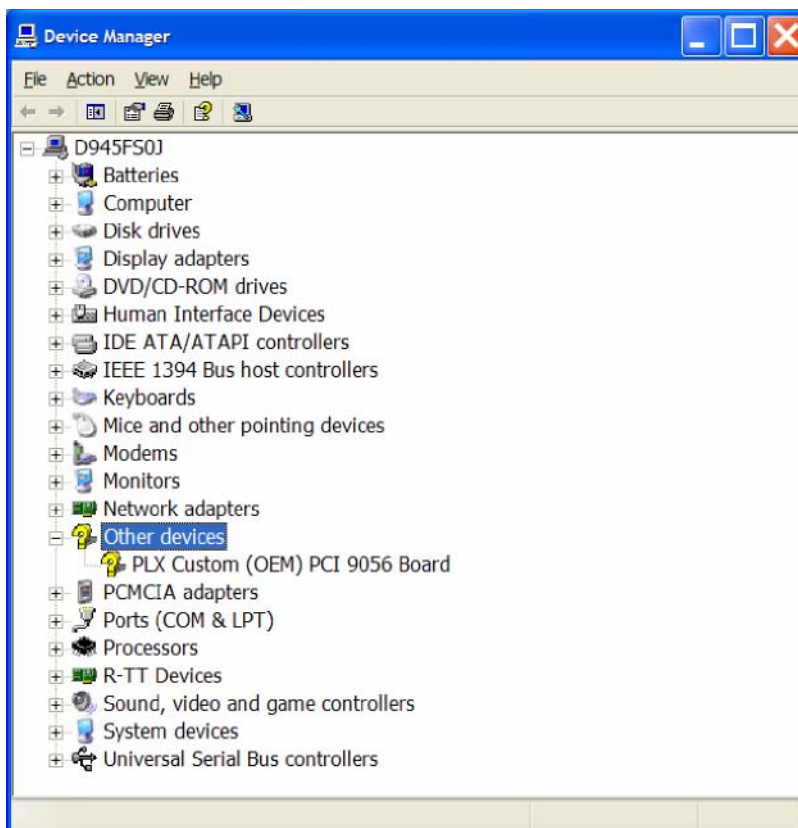 Device Manager
File Action View Help
D945FS0J
Batteries
Computer
Disk drives
Display adapters
DVD/CD-ROM drives
Human Interface Devices
IDE ATA/ATAPI controllers
IEEE 1394 Bus host controllers
Keyboards
Mice and other pointing devices
Modems
Monitors
Network adapters
Other devices
PLX Custom (OEM) PCI 9056 Board
PCMCIA adapters
Ports (COM & LPT)
Processors
R-TT Devices
Sound, video and game controllers
System devices
Universal Serial Bus controllers